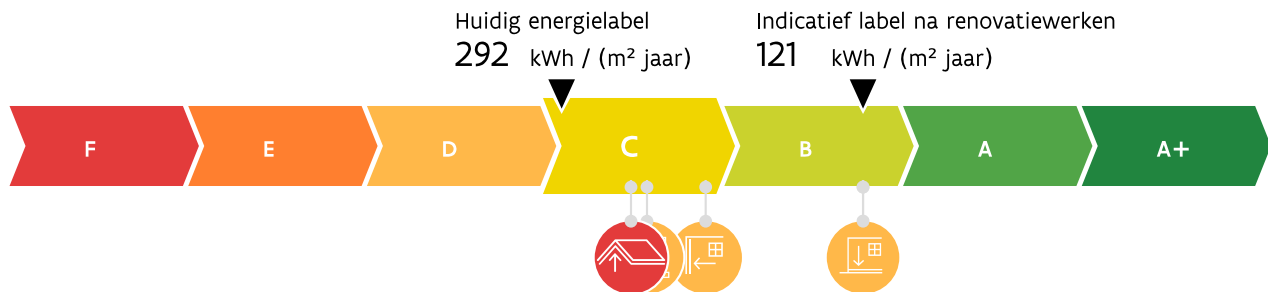 Huidig energielabel
292 kWh / (m² jaar)
Indicatief label na renovatiewerken
121 kWh / (m² jaar)
F E D C B A A+